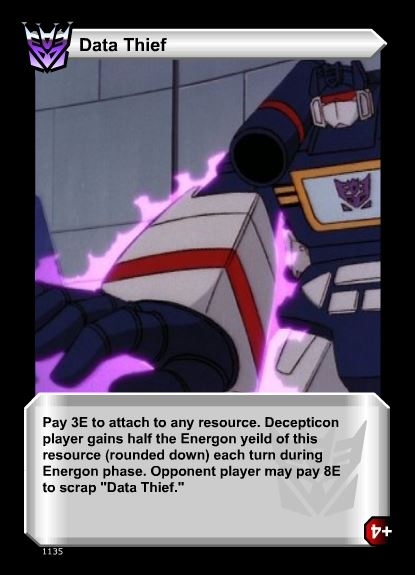 Data Thief
Pay 3E to attach to any resource. Decepticon
player gains half the Energon yeild of this
resource (rounded down) each turn during
Energon phase. Opponent player may pay 8E
to scrap "Data Thief."
+4
1135